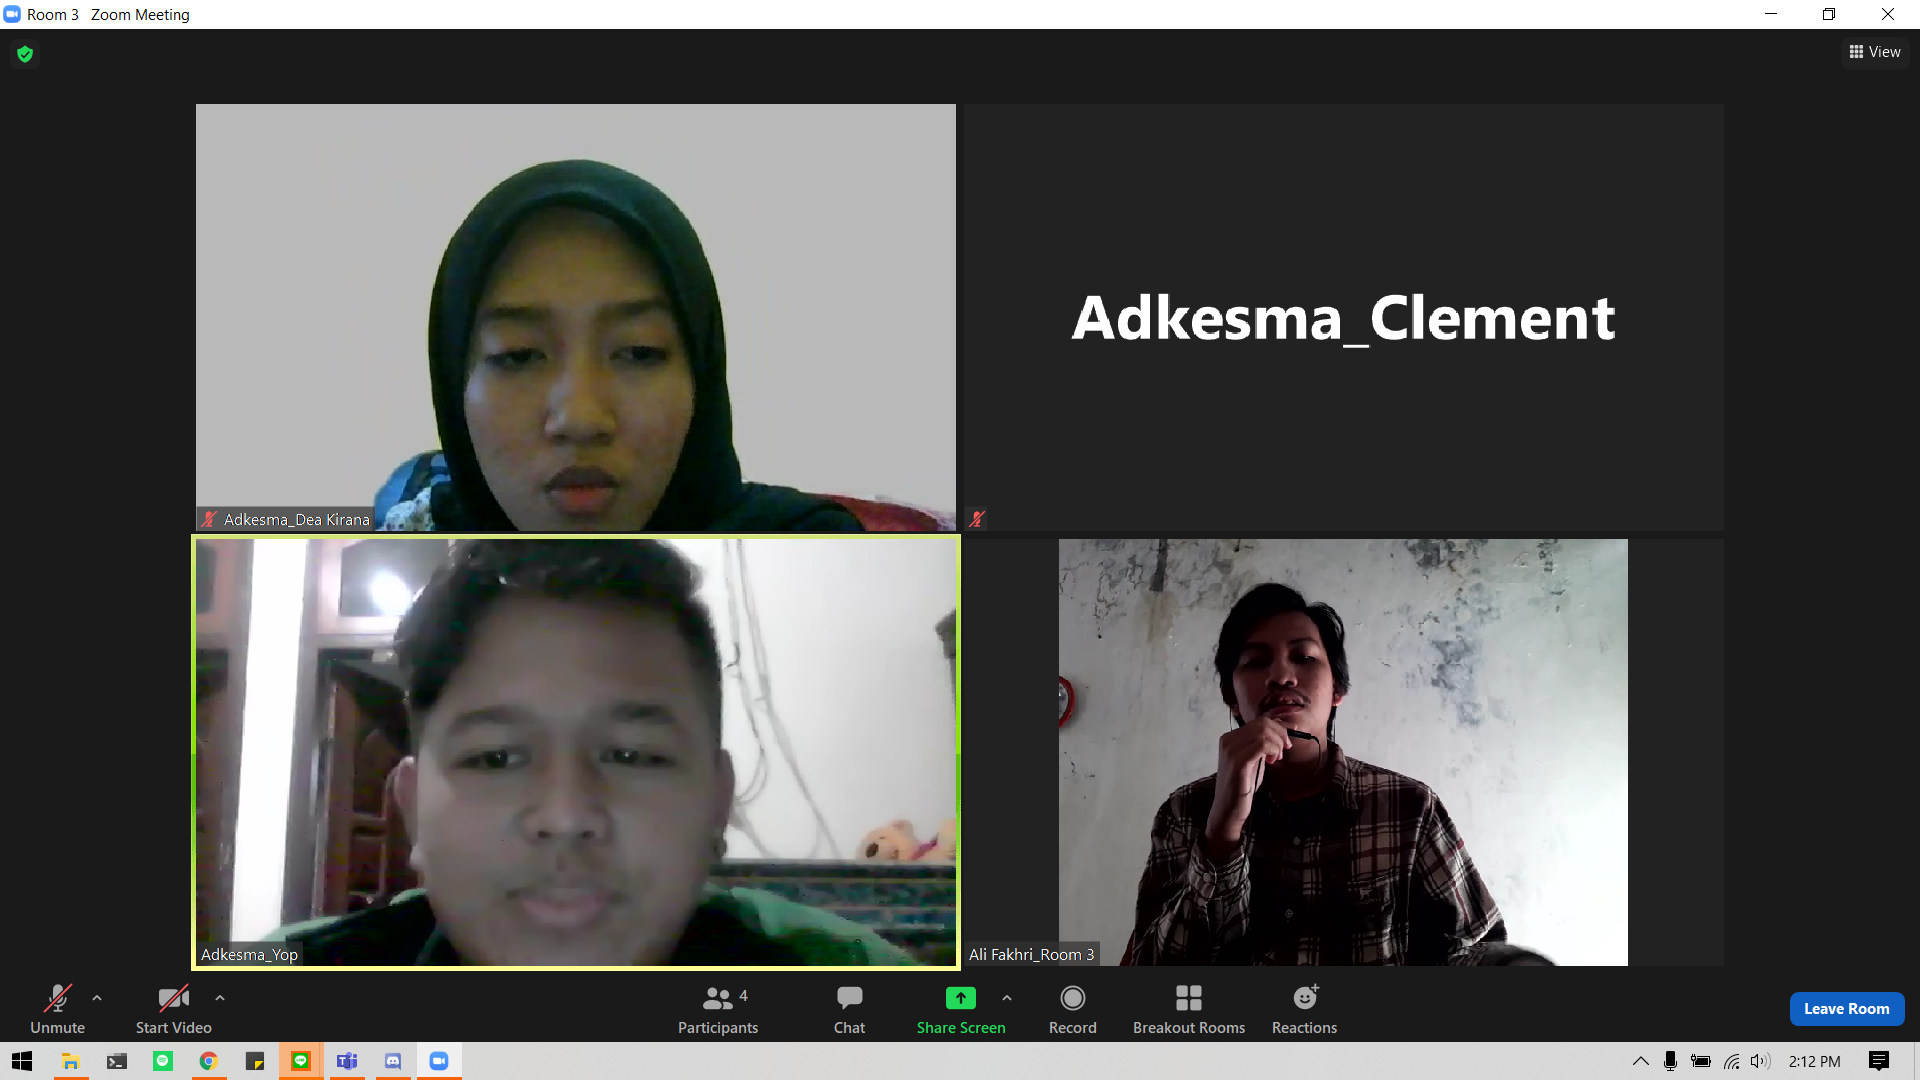 Room 3 Zoom Meeting
View
Adkesma_Clement
Adkesma_Dea Kirana
Adkesma_Yop
Ali Fakhri_Room 3
Unmute
Start Video
4
Participants
Chat
Share Screen
Record
Breakout Rooms
Reactions
Leave Room
2:12 PM